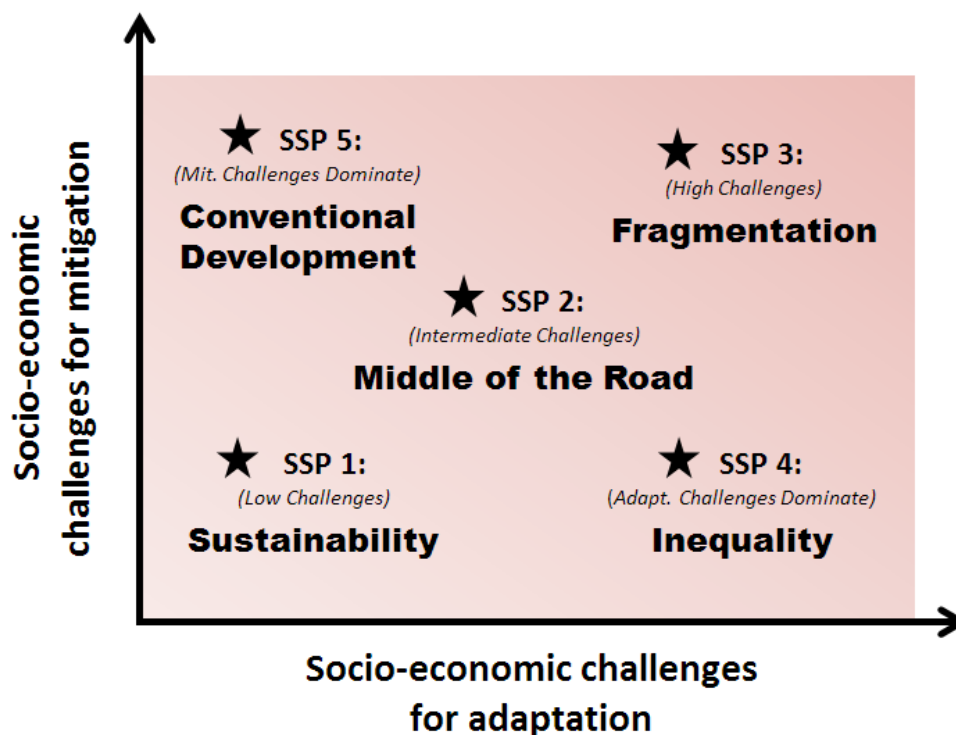 Socio-economic
challenges for mitigation
SSP 5:
(Mit. Challenges Dominate)
Conventional
Development
SSP 3:
(High Challenges)
Fragmentation
SSP 2:
(Intermediate Challenges)
Middle of the Road
SSP 1:
(Low Challenges)
Sustainability
SSP 4:
(Adapt. Challenges Dominate)
Inequality
Socio-economic challenges
for adaptation